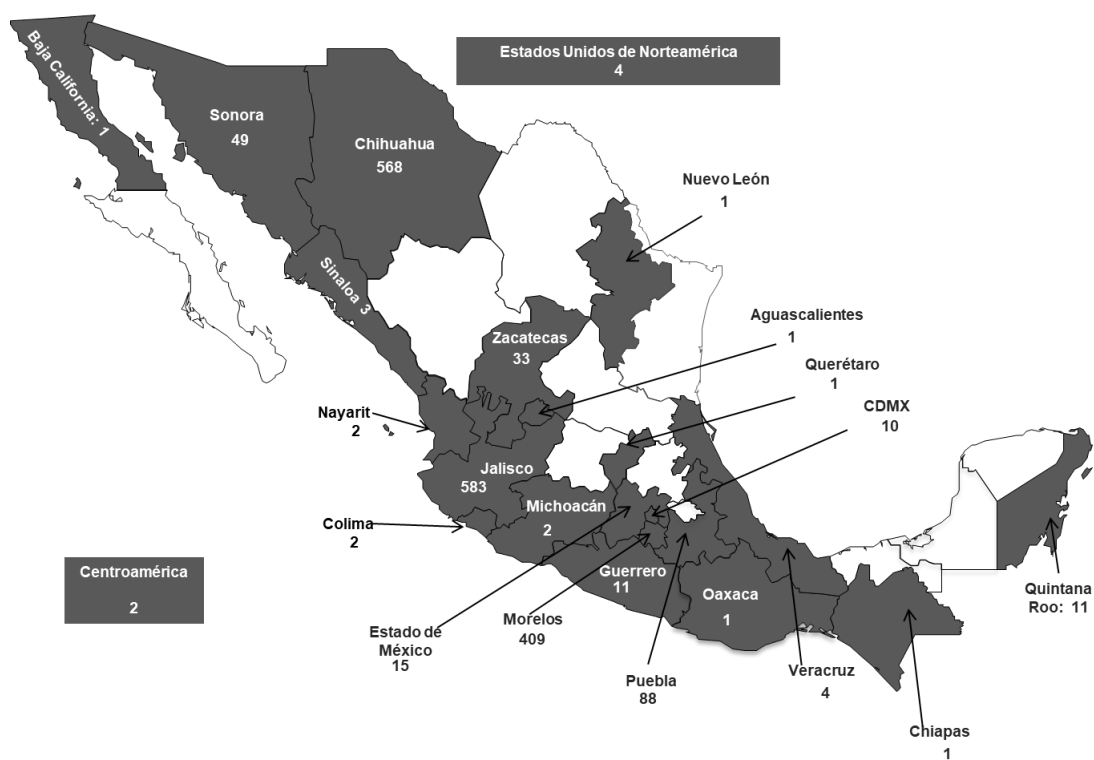 Estados Unidos de Norteamérica
4
Baja California: 1
Sonora
49
Chihuahua
568
Nuevo León
1
Sinaloa 3
Aguascalientes
1
Zacatecas
33
Querétaro
1
CDMX
10
Nayarit
2
Jalisco
583
Michoacán
2
Colima
2
Centroamérica
2
Guerrero
11
Oaxaca
1
Quintana
Roo: 11
Morelos
409
Estado de
México
15
Puebla
88
Veracruz
4
Chiapas
1